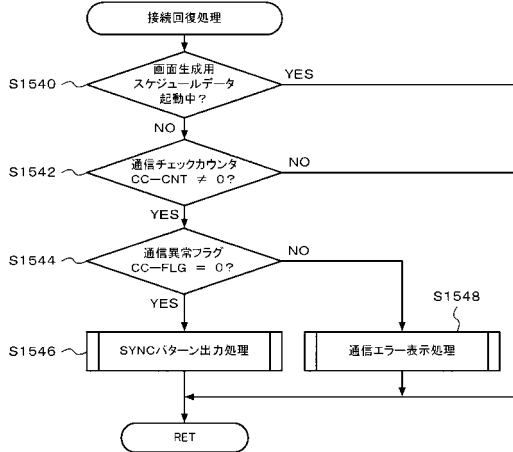 接続回復処理
S1540
画面生成用
スケジュールデータ
起動中?
YES
NO
S1542
通信チェックカウンタ
CC−CNT ≠ 0?
NO
YES
S1544
通信異常フラグ
CC−FLG = 0?
NO
YES
S1548
S1546
SYNCパターン出力処理
通信エラー表示処理
RET